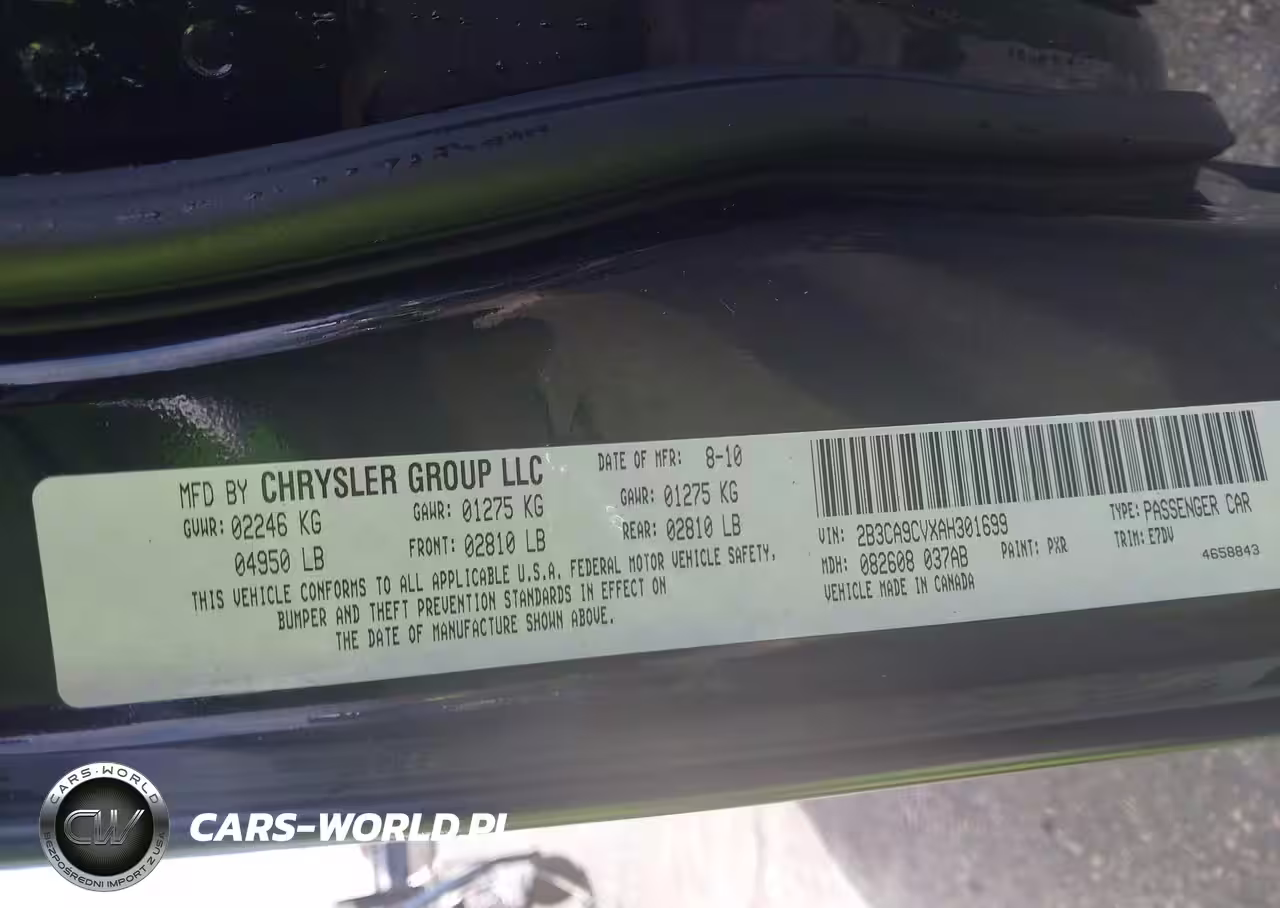 MFD BY CHRYSLER GROUP LLC
DATE OF MFR: 8-10
GVWR: 02246 KG
GAWR: 01275 KG
GAWR: 01275 KG
04950 LB
FRONT: 02810 LB
REAR: 02810 LB
THIS VEHICLE CONFORMS TO ALL APPLICABLE U.S.A. FEDERAL MOTOR VEHICLE SAFETY,
BUMPER AND THEFT PREVENTION STANDARDS IN EFFECT ON
THE DATE OF MANUFACTURE SHOWN ABOVE.
VIN: 2B3CA9CVXAH301699
TYPE: PASSENGER CAR
MDH: 082608 037AB
PAINT: PXR
TRIM: E7DV
VEHICLE MADE IN CANADA
4658843
CARS-WORLD
CW
BEZPOŚREDNI IMPORT Z USA
CARS-WORLD.PL